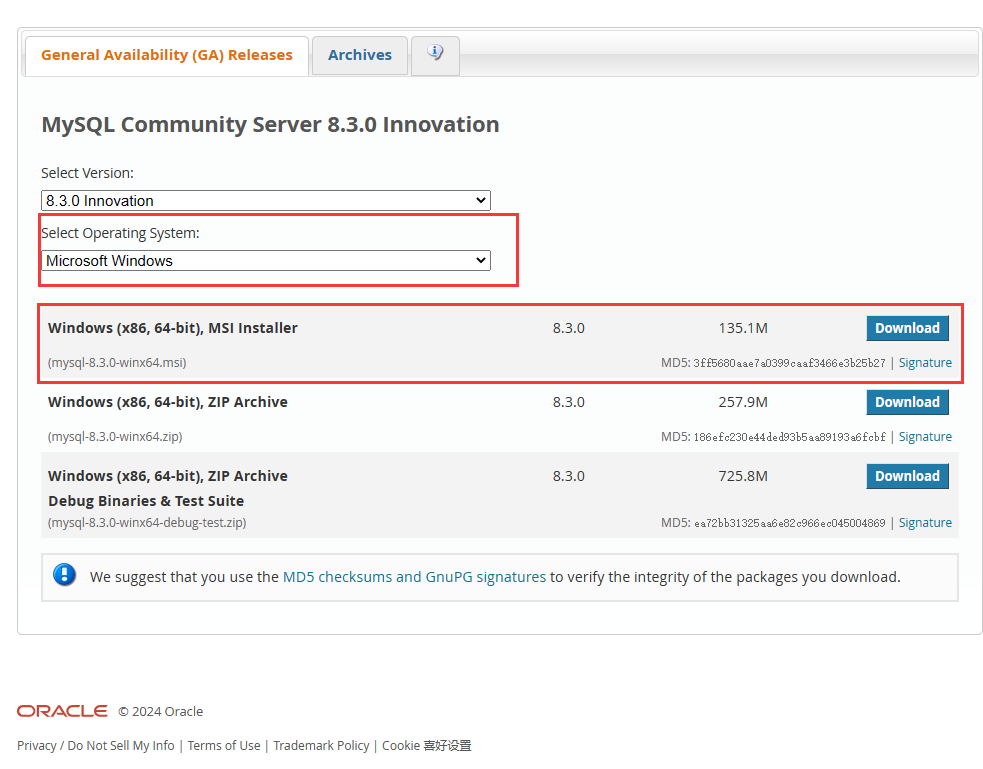 General Availability (GA) Releases Archives
MySQL Community Server 8.3.0 Innovation
Select Version:
8.3.0 Innovation
Select Operating System:
Microsoft Windows
Windows (x86, 64-bit), MSI Installer 8.3.0 135.1M Download
(mysql-8.3.0-winx64.msi) MD5: 3ff5680aae7a0399caaf3466e3b25b27 | Signature
Windows (x86, 64-bit), ZIP Archive 8.3.0 257.9M Download
(mysql-8.3.0-winx64.zip) MD5: 186efc230e44ded93b5aa89193a6fcbf | Signature
Windows (x86, 64-bit), ZIP Archive 8.3.0 725.8M Download
Debug Binaries & Test Suite
(mysql-8.3.0-winx64-debug-test.zip) MD5: ea72bb31325aa6e82c966ec045004869 | Signature
We suggest that you use the MD5 checksums and GnuPG signatures to verify the integrity of the packages you download.
ORACLE © 2024 Oracle
Privacy / Do Not Sell My Info | Terms of Use | Trademark Policy | Cookie 喜好设置